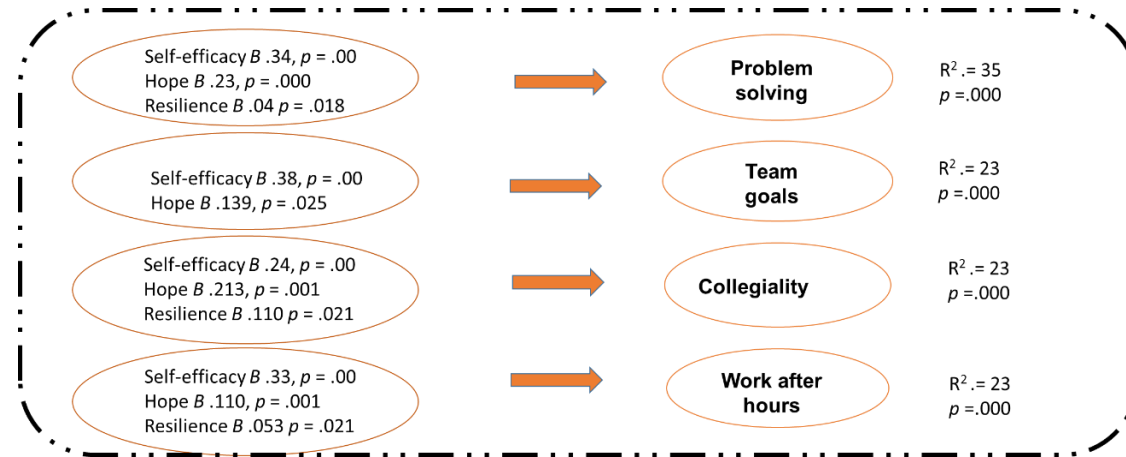 Self-efficacy B .34, p = .00
Hope B .23, p = .000
Resilience B .04 p = .018
Problem
solving
R² .= 35
p =.000
Self-efficacy B .38, p = .00
Hope B .139, p = .025
Team
goals
R² .= 23
p =.000
Self-efficacy B .24, p = .00
Hope B .213, p = .001
Resilience B .110 p = .021
Collegiality
R² .= 23
p =.000
Self-efficacy B .33, p = .00
Hope B .110, p = .001
Resilience B .053 p = .021
Work after
hours
R² .= 23
p =.000